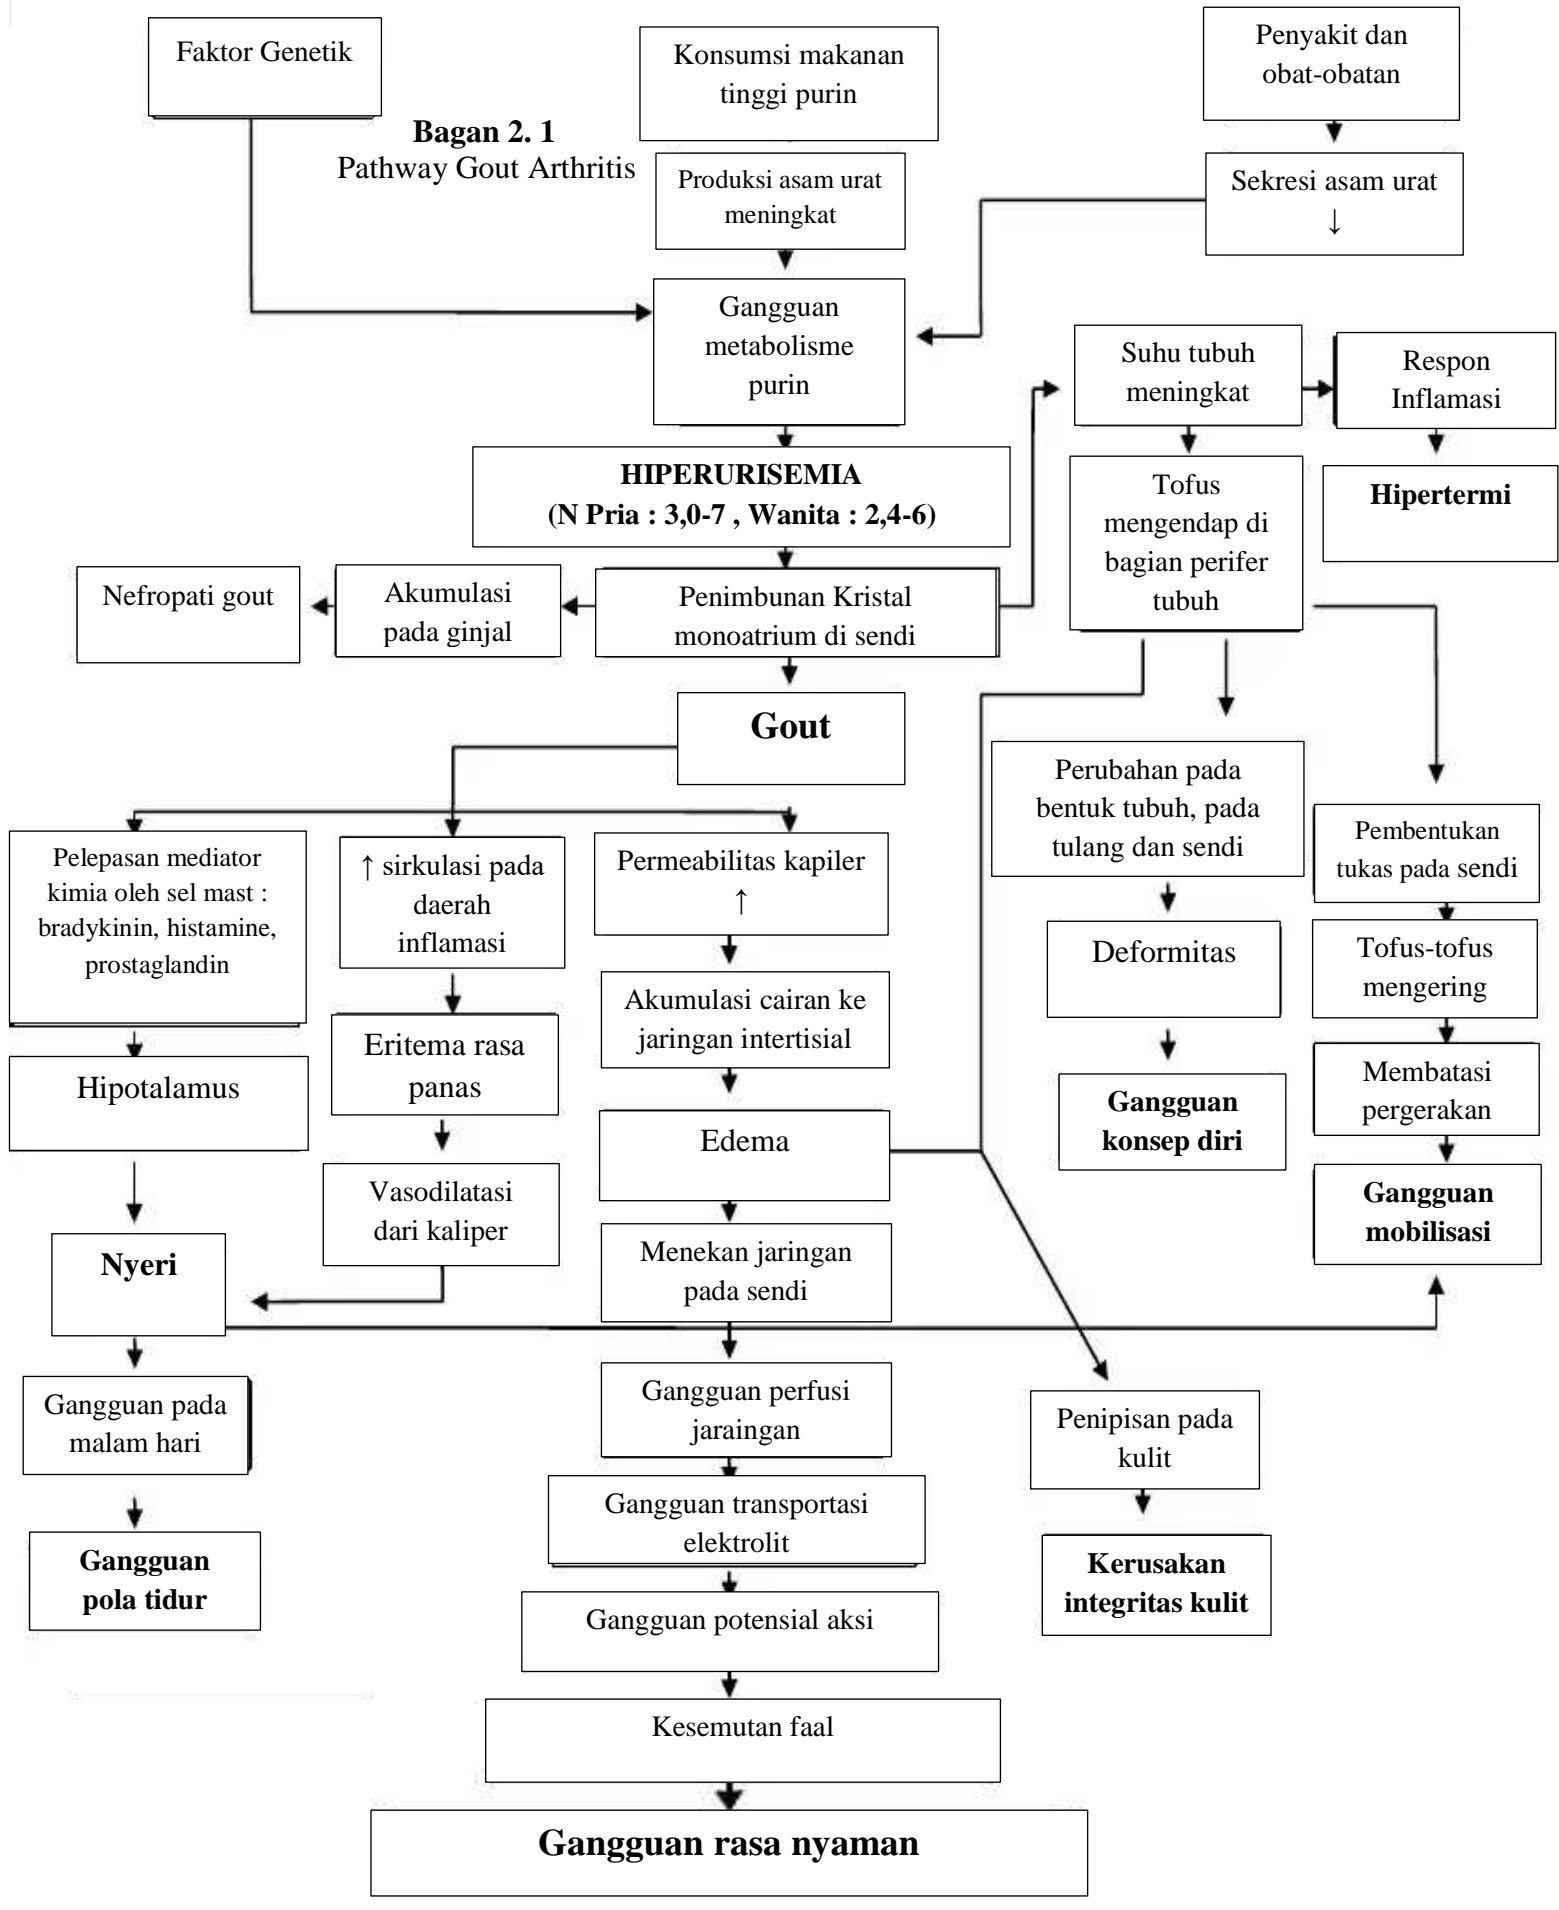 Faktor Genetik
Konsumsi makanan
tinggi purin
Penyakit dan
obat-obatan
Bagan 2. 1
Pathway Gout Arthritis
Produksi asam urat
meningkat
Sekresi asam urat
↓
Gangguan
metabolisme
purin
Suhu tubuh
meningkat
Respon
Inflamasi
HIPERURISEMIA
(N Pria : 3,0-7 , Wanita : 2,4-6)
Tofus
mengendap di
bagian perifer
tubuh
Hipertermi
Nefropati gout
Akumulasi
pada ginjal
Penimbunan Kristal
monoatrium di sendi
Gout
Perubahan pada
bentuk tubuh, pada
tulang dan sendi
Pembentukan
tukas pada sendi
Pelepasan mediator
kimia oleh sel mast :
bradykinin, histamine,
prostaglandin
↑ sirkulasi pada
daerah
inflamasi
Permeabilitas kapiler
↑
Deformitas
Tofus-tofus
mengering
Akumulasi cairan ke
jaringan intertisial
Eritema rasa
panas
Hipotalamus
Membatasi
pergerakan
Gangguan
konsep diri
Edema
Vasodilatasi
dari kaliper
Gangguan
mobilisasi
Nyeri
Menekan jaringan
pada sendi
Gangguan pada
malam hari
Gangguan perfusi
jaraingan
Penipisan pada
kulit
Gangguan transportasi
elektrolit
Gangguan
pola tidur
Kerusakan
integritas kulit
Gangguan potensial aksi
Kesemutan faal
Gangguan rasa nyaman